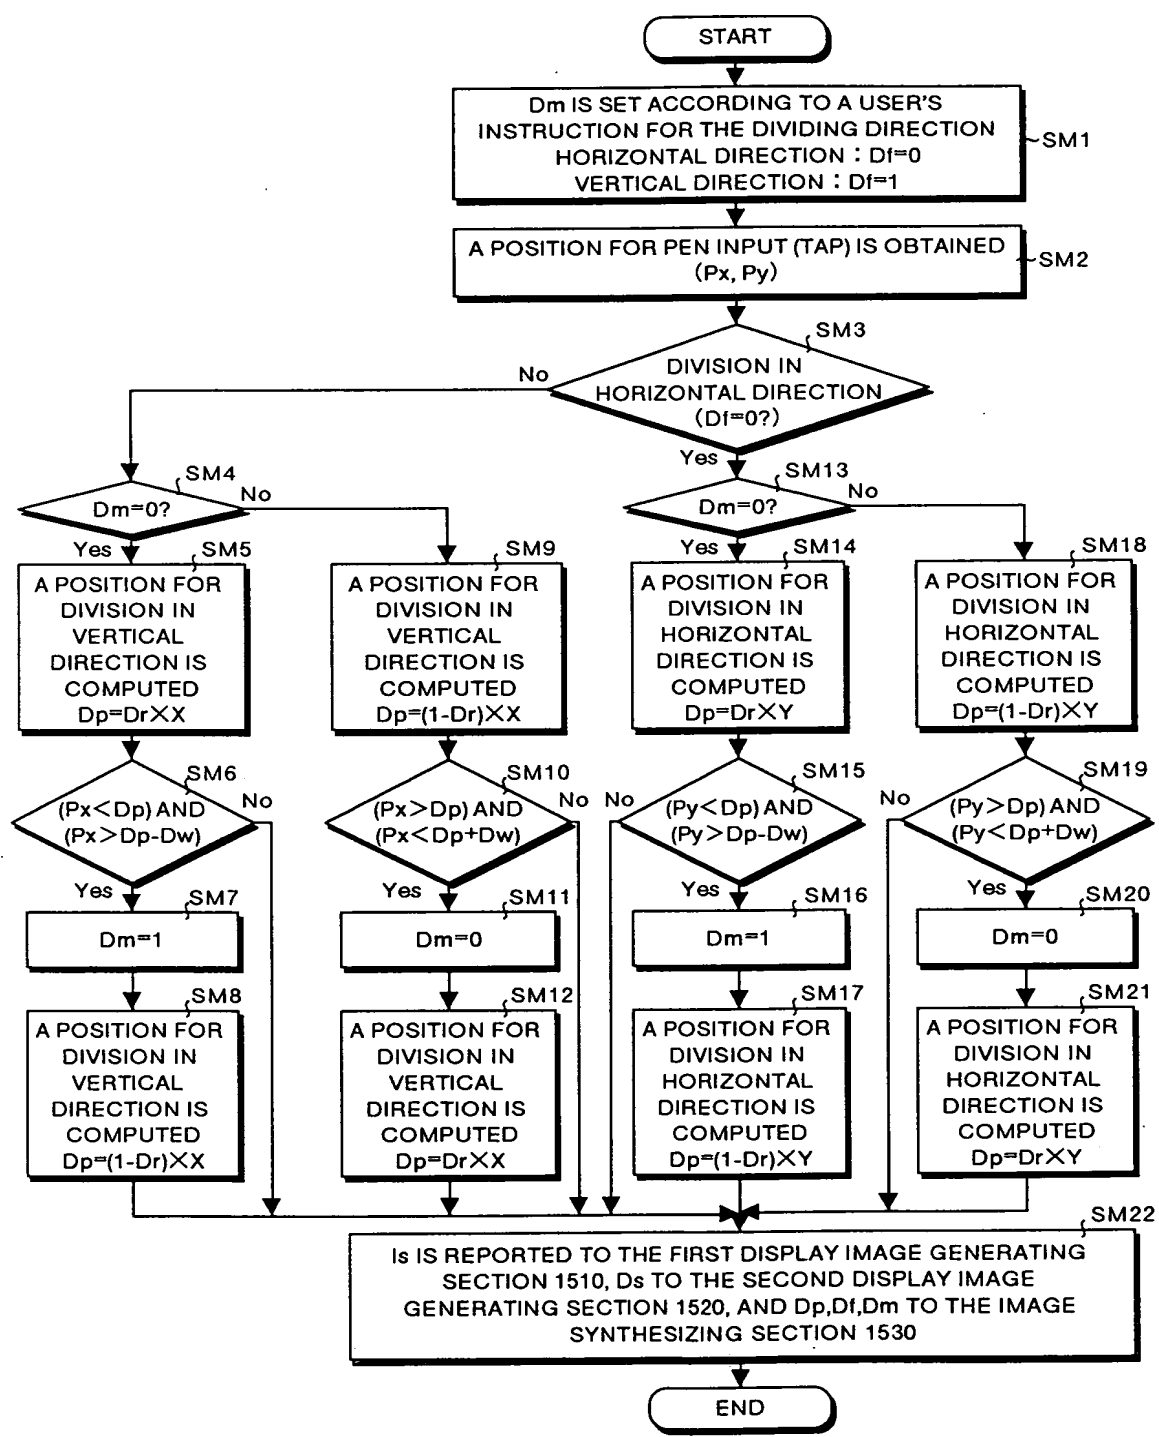 START
Dm IS SET ACCORDING TO A USER'S
INSTRUCTION FOR THE DIVIDING DIRECTION
HORIZONTAL DIRECTION : Df=0
VERTICAL DIRECTION : Df=1
SM1
A POSITION FOR PEN INPUT (TAP) IS OBTAINED
(Px, Py)
SM2
SM3
DIVISION IN
HORIZONTAL DIRECTION
(Df=0?)
No
Yes
SM4
Dm=0?
No
Yes
SM13
Dm=0?
No
Yes
SM5
A POSITION FOR
DIVISION IN
VERTICAL
DIRECTION IS
COMPUTED
Dp=Dr×X
SM9
A POSITION FOR
DIVISION IN
VERTICAL
DIRECTION IS
COMPUTED
Dp=(1-Dr)×X
SM14
A POSITION FOR
DIVISION IN
HORIZONTAL
DIRECTION IS
COMPUTED
Dp=Dr×Y
SM18
A POSITION FOR
DIVISION IN
HORIZONTAL
DIRECTION IS
COMPUTED
Dp=(1-Dr)×Y
SM6
(Px<Dp) AND
(Px>Dp-Dw)
No
Yes
SM10
(Px>Dp) AND
(Px<Dp+Dw)
No
Yes
SM15
(Py<Dp) AND
(Py>Dp-Dw)
No
Yes
SM19
(Py>Dp) AND
(Py<Dp+Dw)
No
Yes
SM7
Dm=1
SM11
Dm=0
SM16
Dm=1
SM20
Dm=0
SM8
A POSITION FOR
DIVISION IN
VERTICAL
DIRECTION IS
COMPUTED
Dp=(1-Dr)×X
SM12
A POSITION FOR
DIVISION IN
VERTICAL
DIRECTION IS
COMPUTED
Dp=Dr×X
SM17
A POSITION FOR
DIVISION IN
HORIZONTAL
DIRECTION IS
COMPUTED
Dp=(1-Dr)×Y
SM21
A POSITION FOR
DIVISION IN
HORIZONTAL
DIRECTION IS
COMPUTED
Dp=Dr×Y
SM22
Is IS REPORTED TO THE FIRST DISPLAY IMAGE GENERATING
SECTION 1510, Ds TO THE SECOND DISPLAY IMAGE
GENERATING SECTION 1520, AND Dp,Df,Dm TO THE IMAGE
SYNTHESIZING SECTION 1530
END